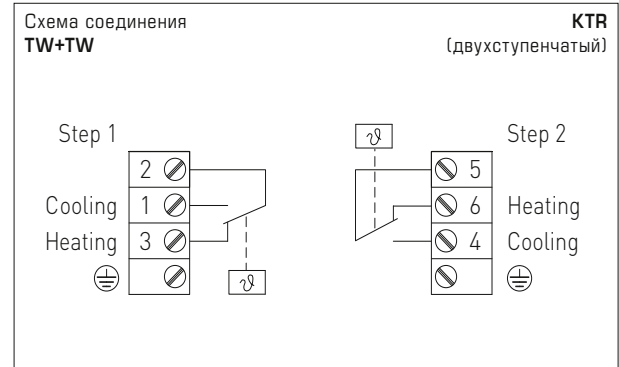 Схема соединения
TW+TW
KTR
(двухступенчатый)
Step 1
2
Cooling 1
Heating 3
ϑ
ϑ
Step 2
5
6 Heating
4 Cooling